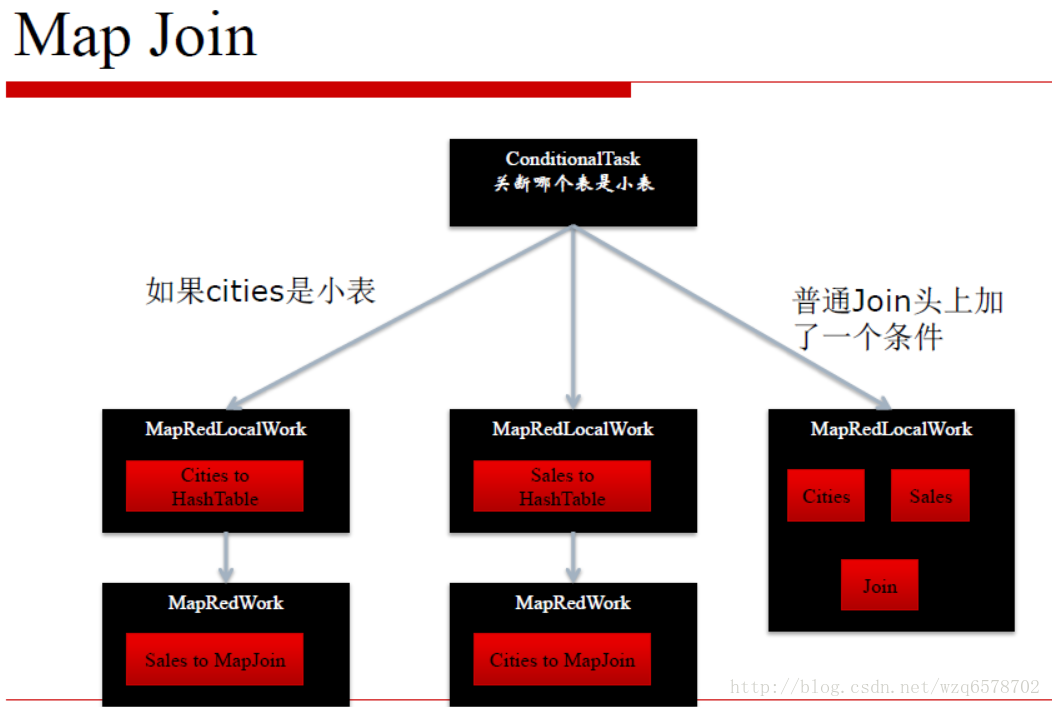 Map Join
ConditionalTask
关断哪个表是小表
如果cities是小表
普通Join头上加
了一个条件
MapRedLocalWork
Cities to
HashTable
MapRedLocalWork
Sales to
HashTable
MapRedLocalWork
Cities
Sales
Join
MapRedWork
Sales to MapJoin
MapRedWork
Cities to MapJoin
http://blog.csdn.net/wzq6578702